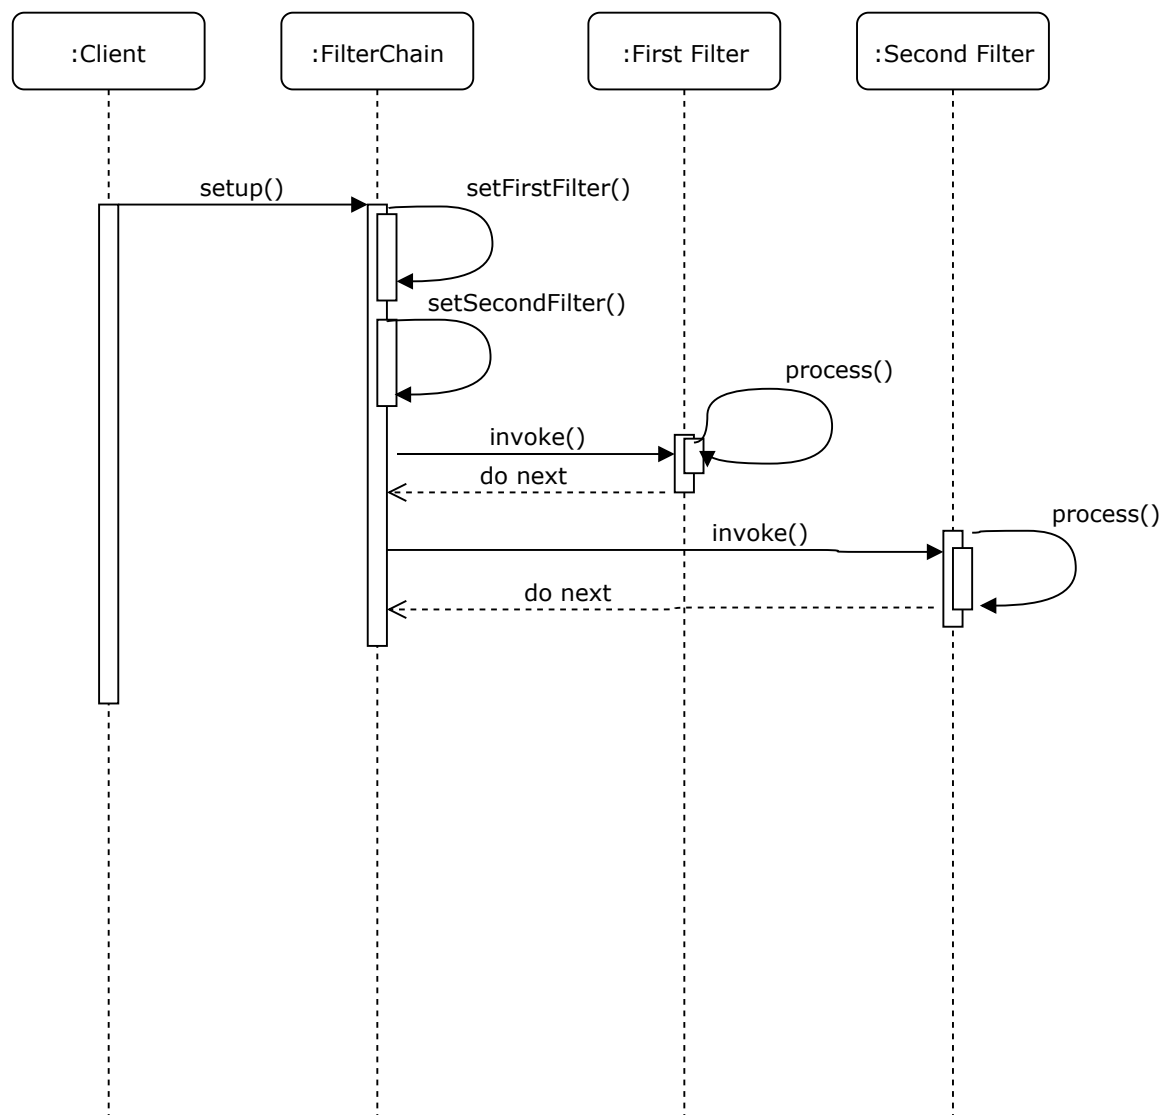 :Client
:FilterChain
:First Filter
:Second Filter
setup()
setFirstFilter()
setSecondFilter()
process()
invoke()
do next
process()
invoke()
do next